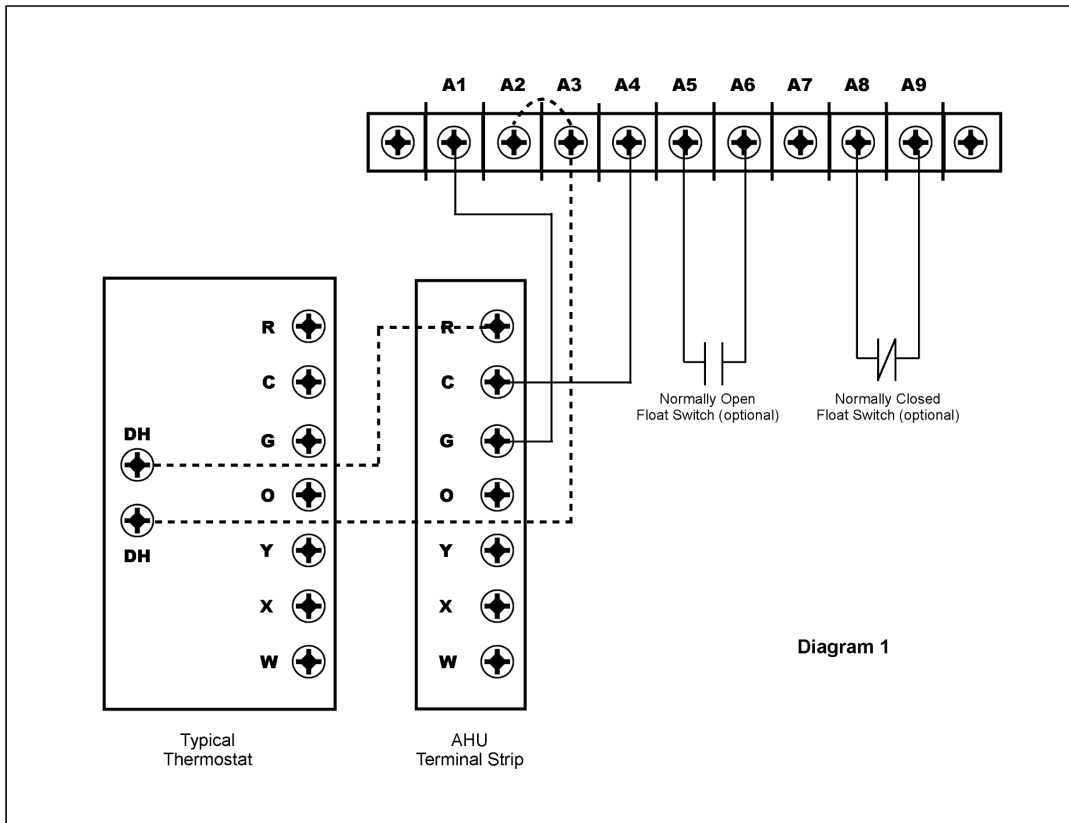 A1 A2 A3 A4 A5 A6 A7 A8 A9
R
C
G
DH
O
DH
Y
X
W
Typical
Thermostat
R
C
G
O
Y
X
W
AHU
Terminal Strip
Normally Open
Float Switch (optional)
Normally Closed
Float Switch (optional)
Diagram 1